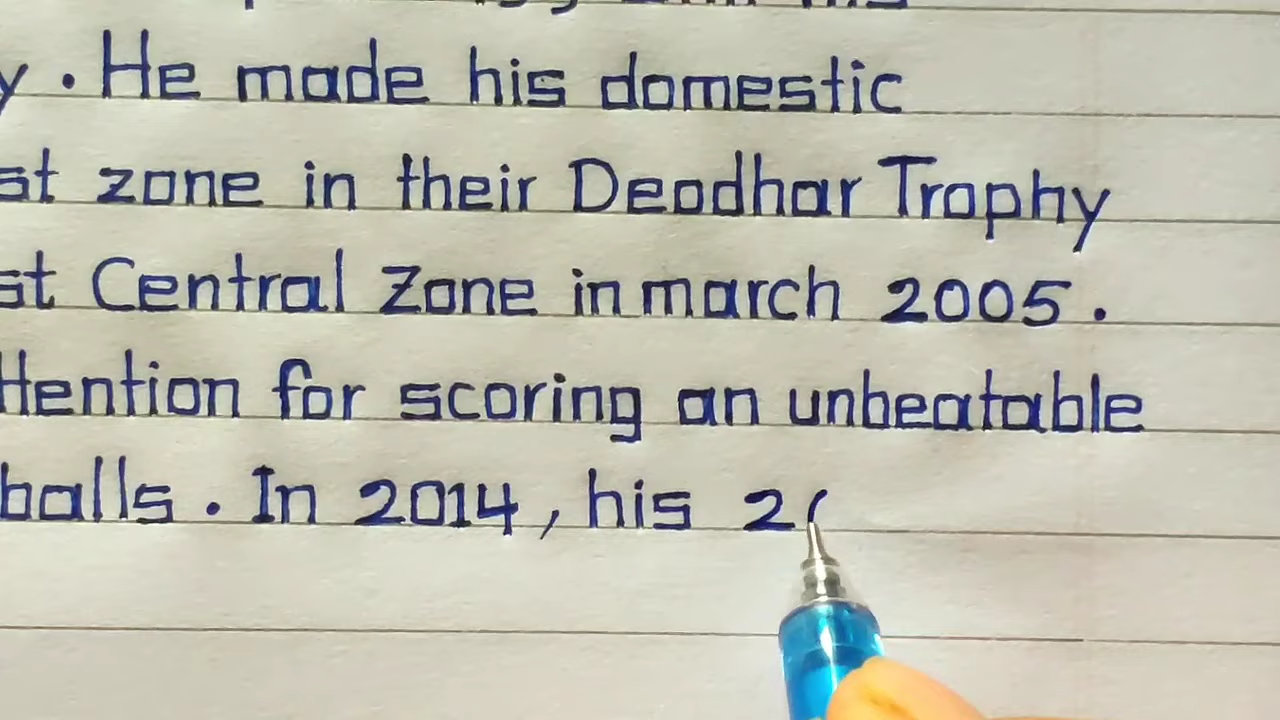 y . He made his domestic
st zone in their Deodhar Trophy
st Central Zone in march 2005 .
ttention for scoring an unbeatable
balls . In 2014 , his 2